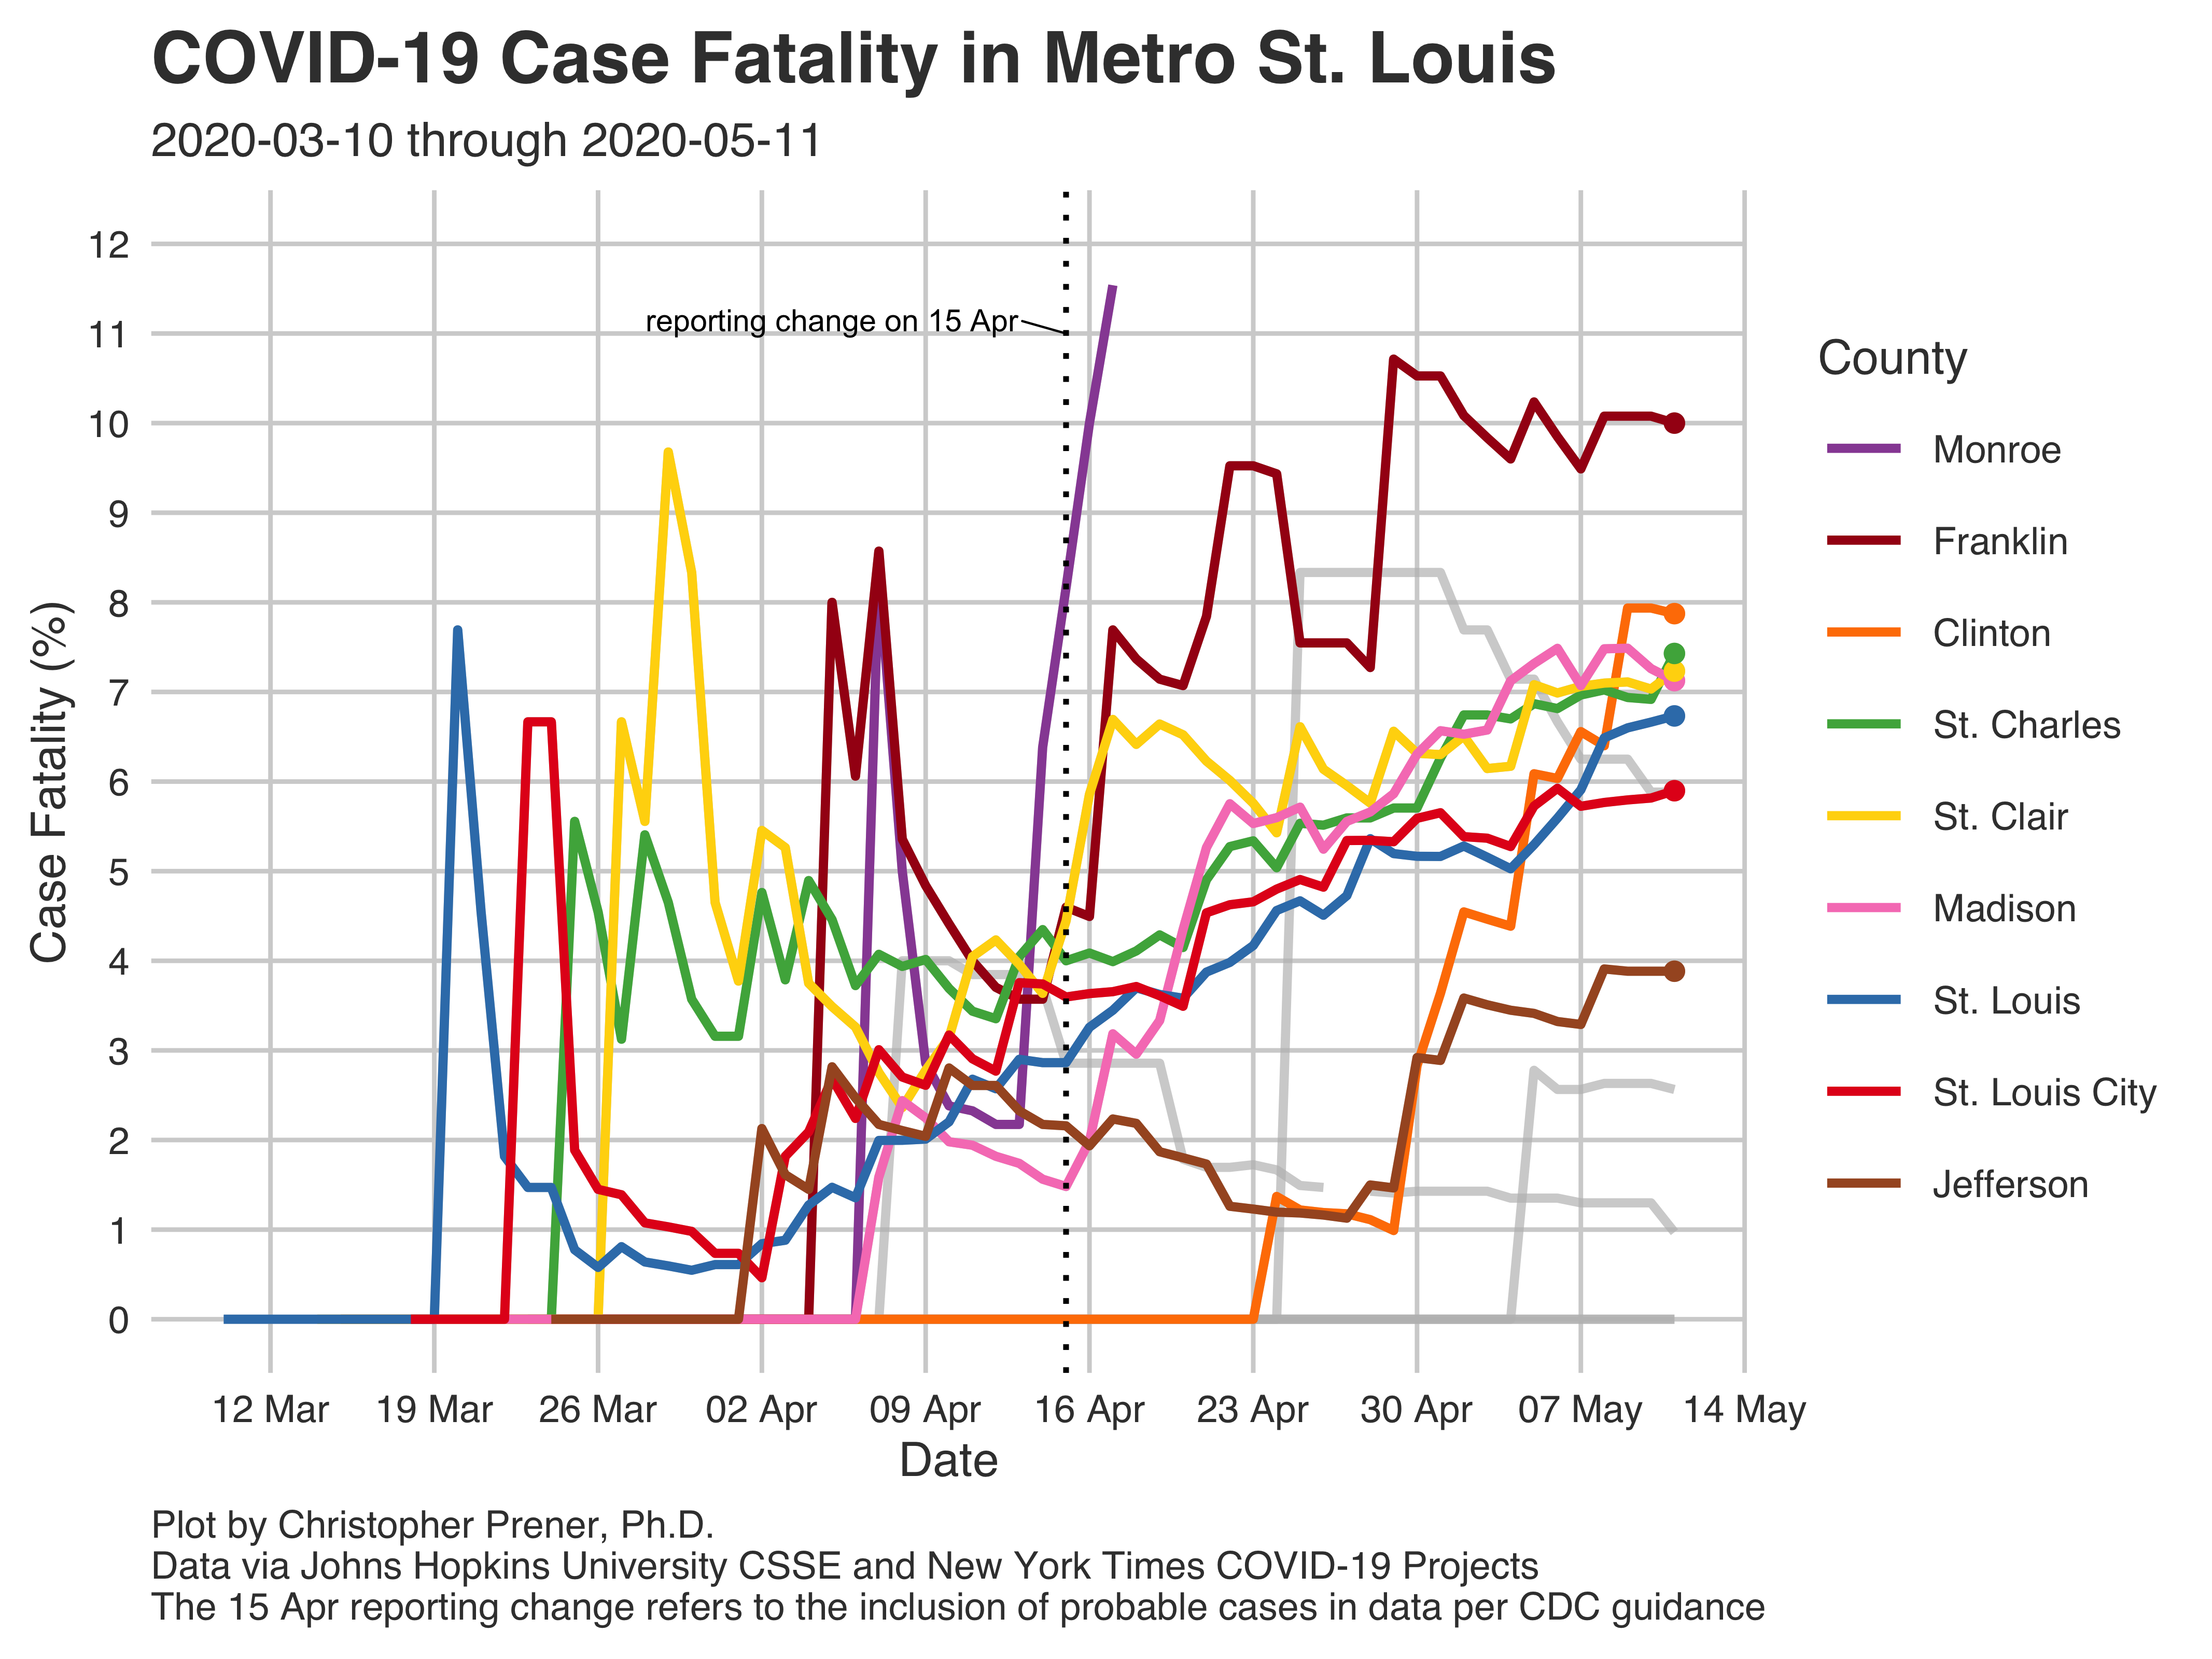 COVID-19 Case Fatality in Metro St. Louis
2020-03-10 through 2020-05-11
12
11
10
9
8
7
6
5
4
3
2
1
0
Case Fatality (%)
reporting change on 15 Apr
12 Mar 19 Mar 26 Mar 02 Apr 09 Apr 16 Apr 23 Apr 30 Apr 07 May 14 May
Date
County
Monroe
Franklin
Clinton
St. Charles
St. Clair
Madison
St. Louis
St. Louis City
Jefferson
Plot by Christopher Prener, Ph.D.
Data via Johns Hopkins University CSSE and New York Times COVID-19 Projects
The 15 Apr reporting change refers to the inclusion of probable cases in data per CDC guidance